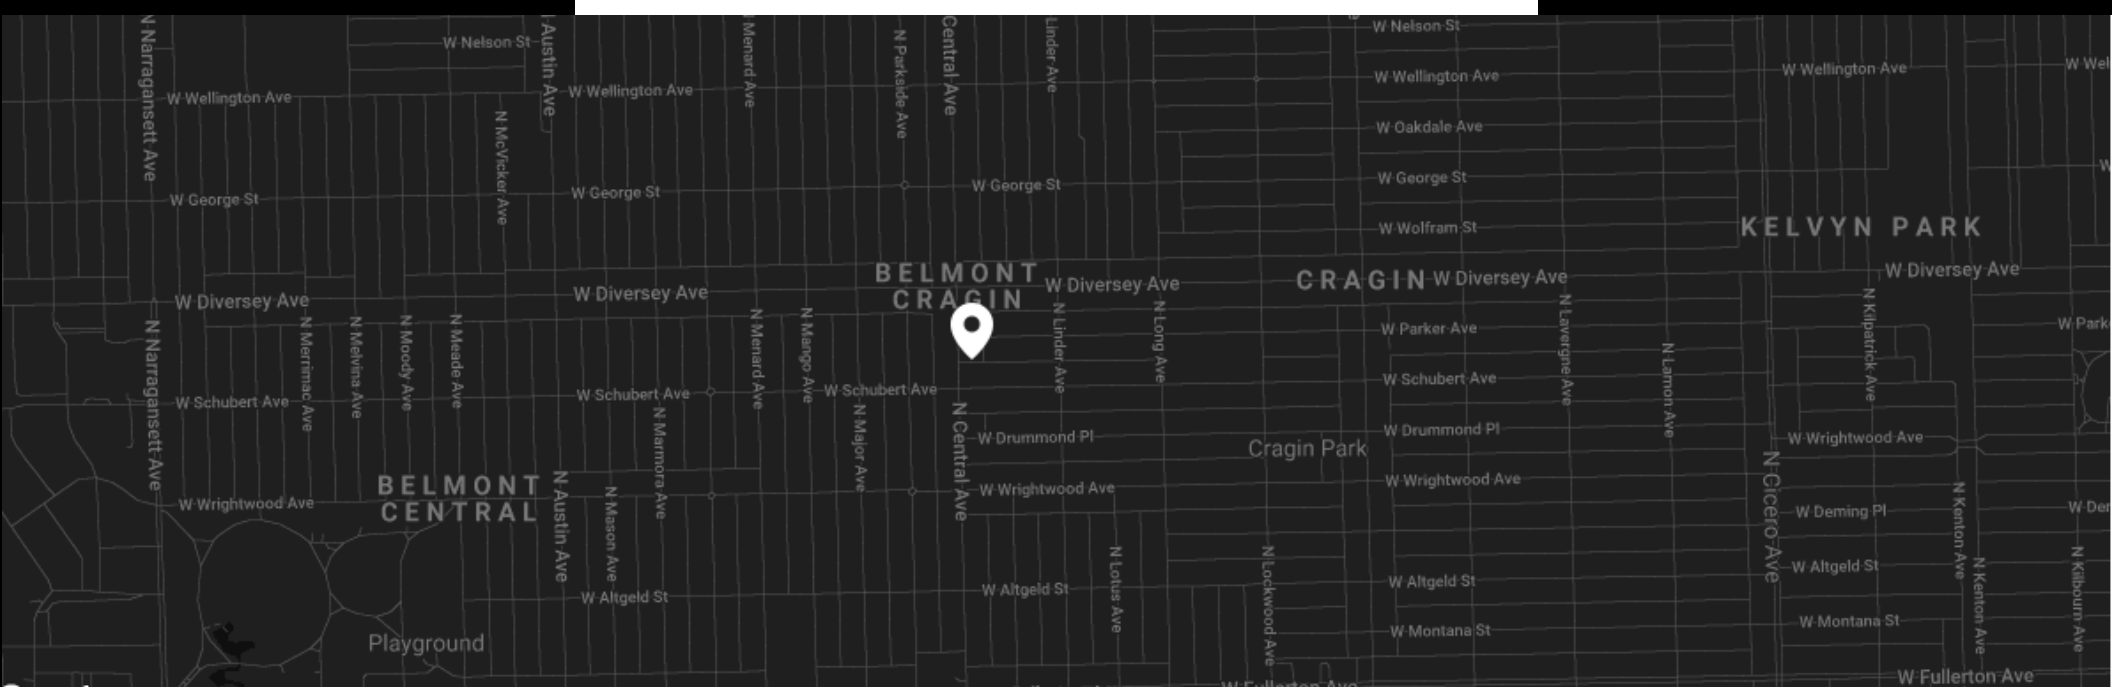 N Narragansett Ave
W Nelson St
N Austin Ave
N Menard Ave
N Parkside Ave
Central Ave
Linder Ave
W Nelson St
W Wellington Ave
W Wellington Ave
W Wellington Ave
W Wellington Ave
W Wel
N McVicker Ave
W Oakdale Ave
W George St
W George St
W George St
W George St
W
W Wolfram St
KELVYN PARK
BELMONT
CRAGIN
CRAGIN
W Diversey Ave
W Diversey Ave
W Diversey Ave
W Diversey Ave
W Diversey Ave
N Narragansett Ave
N Merrimac Ave
N Melvina Ave
N Moody Ave
N Meade Ave
N Menard Ave
N Mango Ave
N Linder Ave
N Long Ave
N Lavergne Ave
N Lamon Ave
N Kilpatrick Ave
W Parker Ave
W Park
W Schubert Ave
W Schubert Ave
W Schubert Ave
W Schubert Ave
N Marmora Ave
N Major Ave
N Central Ave
W Drummond Pl
W Drummond Pl
Cragin Park
W Wrightwood Ave
N Cicero Ave
BELMONT
CENTRAL
W Wrightwood Ave
W Wrightwood Ave
W Wrightwood Ave
N Austin Ave
N Mason Ave
N Kenton Ave
W Deming Pl
W Der
N Lotus Ave
N Lockwood Ave
N Kenton Ave
N Kilbourn Ave
W Altgeld St
W Altgeld St
W Altgeld St
W Altgeld St
Playground
W Montana St
W Montana St
W Fullerton Ave
W Fullerton Ave